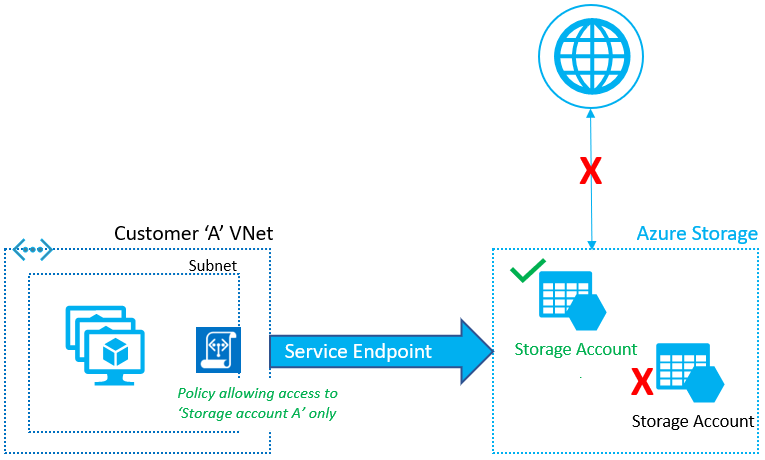 Customer ‘A’ VNet
Azure Storage
Subnet
X
Service Endpoint
Storage Account
Policy allowing access to
‘Storage account A’ only
X
Storage Account